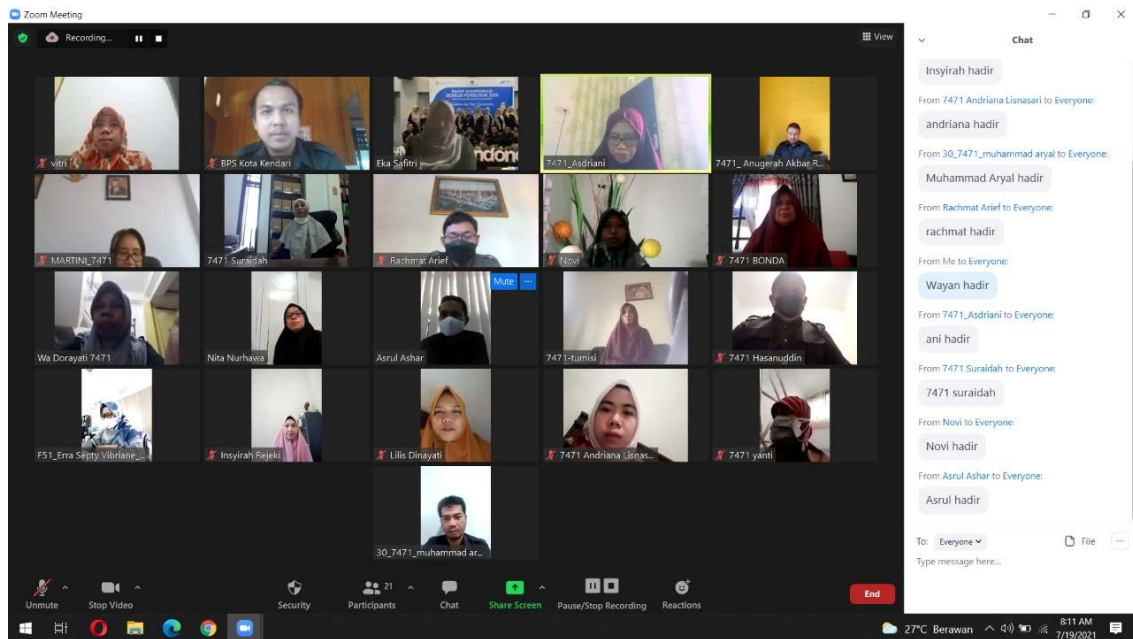 Zoom Meeting
Recording...
View
vitri
BPS Kota Kendari
Eka Safitri
7471_Asdriani
7471_ Anugerah Akbar R...
MARTINI_7471
7471 Suraidah
Rachmat Arief
Novi
7471 BONDA
Mute
Wa Dorayati 7471
Nita Nurhawa
Asrul Ashar
7471-tumisi
7471 Hasanuddin
F51_Erra Septy Vibriane_...
Insyirah Rejeki
Lilis Dinayati
7471 Andriana Lisnas...
7471 yanti
30_7471_muhammad ar...
Unmute
Stop Video
Security
Participants
21
Chat
Share Screen
Pause/Stop Recording
Reactions
End
Chat
Insyirah hadir
From 7471 Andriana Lisnasari to Everyone:
andriana hadir
From 30_7471_muhammad aryal to Everyone:
Muhammad Aryal hadir
From Rachmat Arief to Everyone:
rachmat hadir
From Me to Everyone:
Wayan hadir
From 7471_Asdriani to Everyone:
ani hadir
From 7471 Suraidah to Everyone:
7471 suraidah
From Novi to Everyone:
Novi hadir
From Asrul Ashar to Everyone:
Asrul hadir
To: Everyone
File
Type message here...
27°C Berawan
8:11 AM
7/19/2021